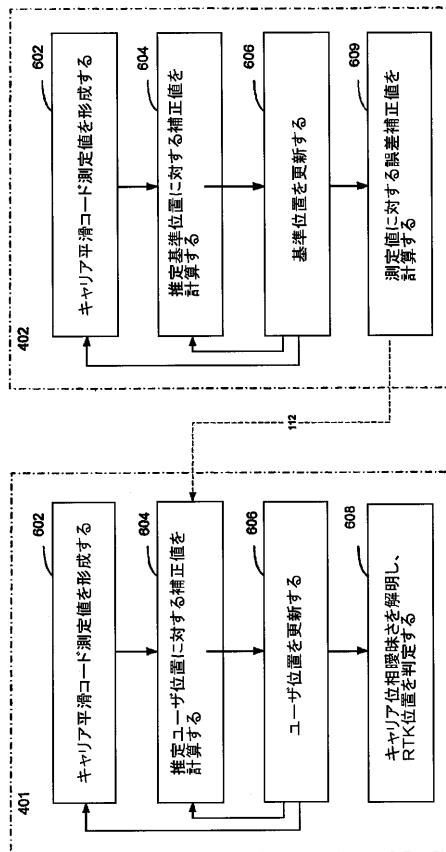 401
602
キャリア平滑コード測定値を形成する
604
推定ユーザ位置に対する補正値を
計算する
606
ユーザ位置を更新する
608
キャリア位相曖昧さを解明し、
RTK位置を判定する
112
402
602
キャリア平滑コード測定値を形成する
604
推定基準位置に対する補正値を
計算する
606
基準位置を更新する
609
測定値に対する誤差補正値を
計算する